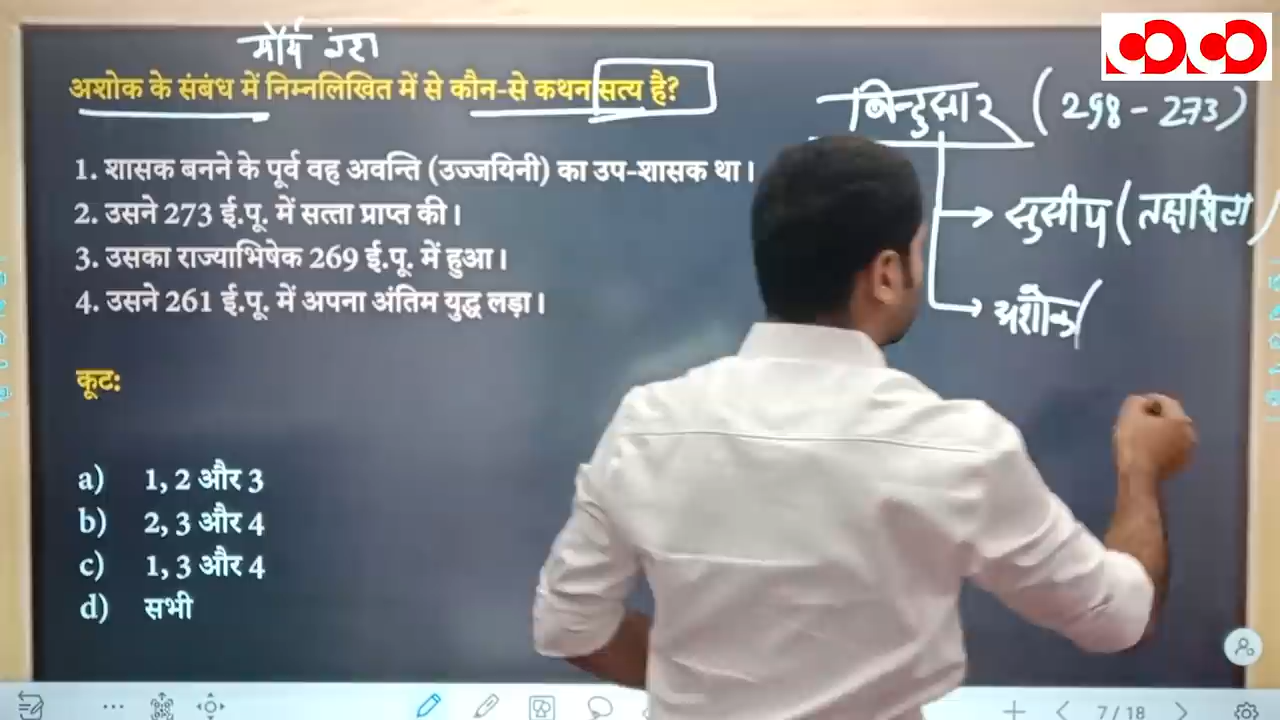 मौर्य वंश
अशोक के संबंध में निम्नलिखित में से कौन-से कथन सत्य है?
1. शासक बनने के पूर्व वह अवन्ति (उज्जयिनी) का उप-शासक था।
2. उसने 273 ई.पू. में सत्ता प्राप्त की।
3. उसका राज्याभिषेक 269 ई.पू. में हुआ।
4. उसने 261 ई.पू. में अपना अंतिम युद्ध लड़ा।
कूट:
a) 1, 2 और 3
b) 2, 3 और 4
c) 1, 3 और 4
d) सभी
बिन्दुसार (298 - 273)
सुसीम (तक्षशिला)
अशोक (
7 / 18